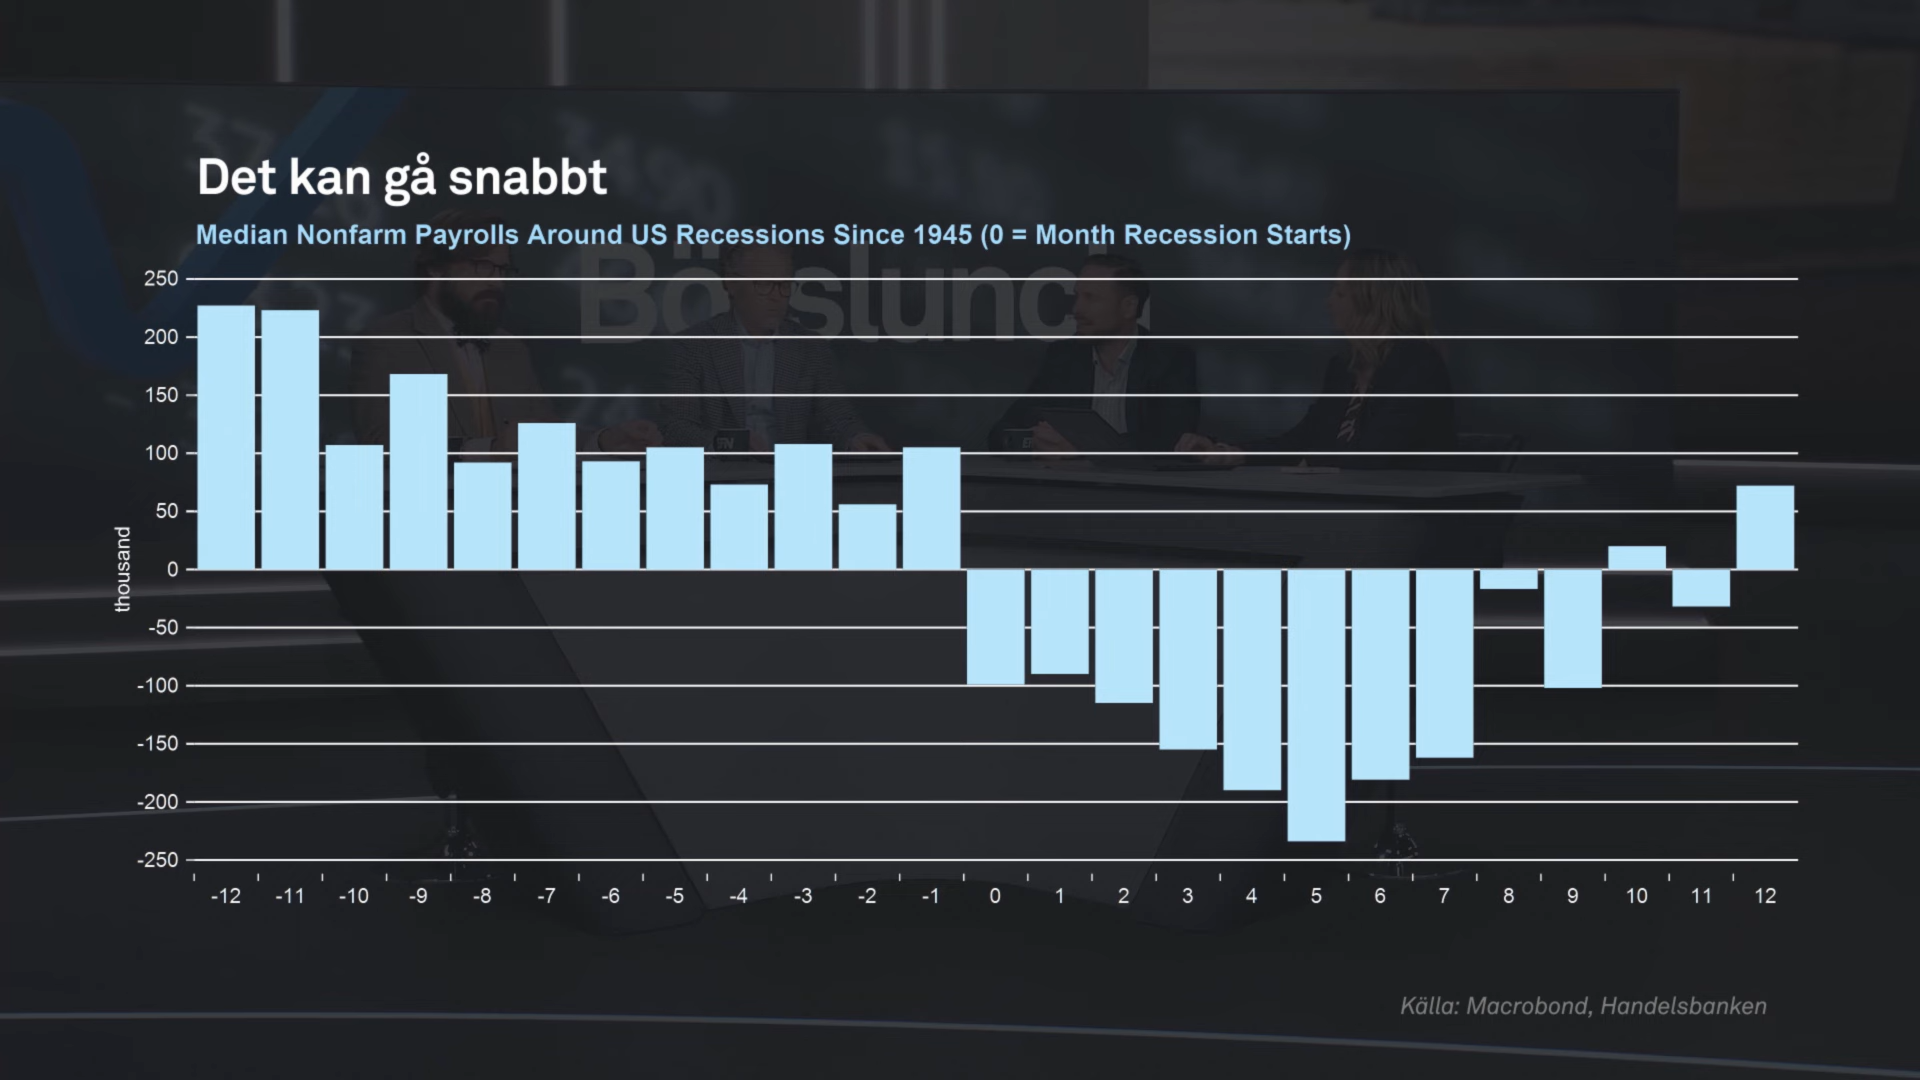 Det kan gå snabbt
Median Nonfarm Payrolls Around US Recessions Since 1945 (0 = Month Recession Starts)
250
200
150
100
50
0
-50
-100
-150
-200
-250
thousand
-12 -11 -10 -9 -8 -7 -6 -5 -4 -3 -2 -1 0 1 2 3 4 5 6 7 8 9 10 11 12
Källa: Macrobond, Handelsbanken